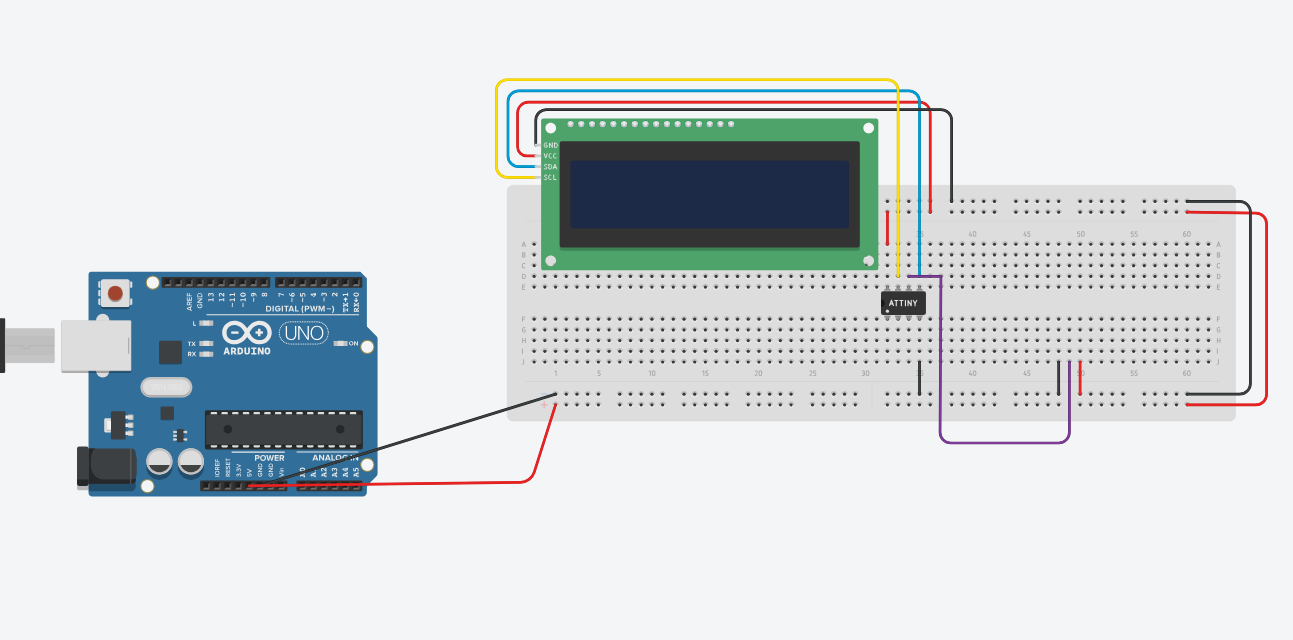 GND
VCC
SDA
SCL
35 40 45 50 55 60
A A
B B
C C
D D
E E
ATTINY
F F
G G
H H
I I
J J
1 5 10 15 20 25 30 35 40 45 50 55 60
AREF
GND
13
12
~11
~10
~9
8
7
~6
~5
4
~3
2
TX→1
RX←0
DIGITAL (PWM~)
L
TX
RX
UNO
ARDUINO
ON
POWER
ANALOG IN
IOREF
RESET
3.3V
5V
GND
GND
Vin
A0
A1
A2
A3
A4
A5